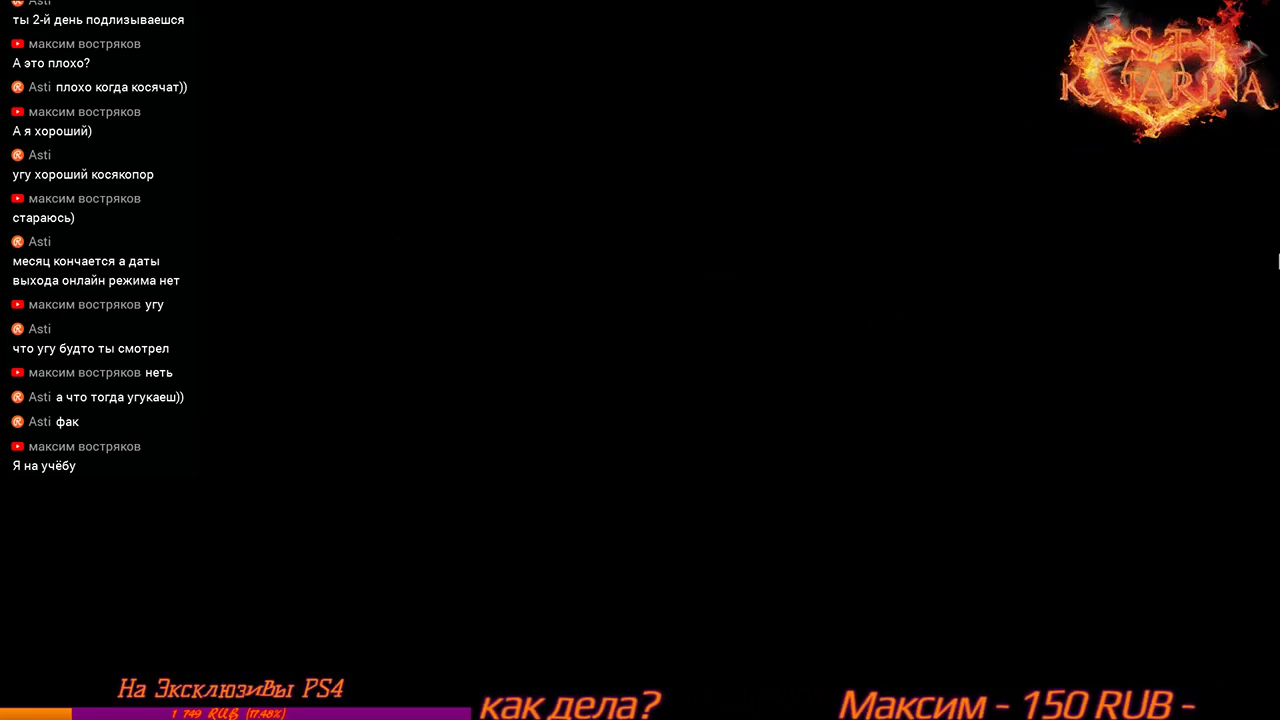 Asti
ты 2-й день подлизываешся
максим востряков
А это плохо?
Asti плохо когда косячат))
максим востряков
А я хороший)
Asti
угу хороший косякопор
максим востряков
стараюсь)
Asti
месяц кончается а даты
выхода онлайн режима нет
максим востряков угу
Asti
что угу будто ты смотрел
максим востряков неть
Asti а что тогда угукаеш))
Asti фак
максим востряков
Я на учёбу
ASTI
KATARINA
На Эксклюзивы PS4
1 749 RUB (17.48%)
как дела?
Максим - 150 RUB -